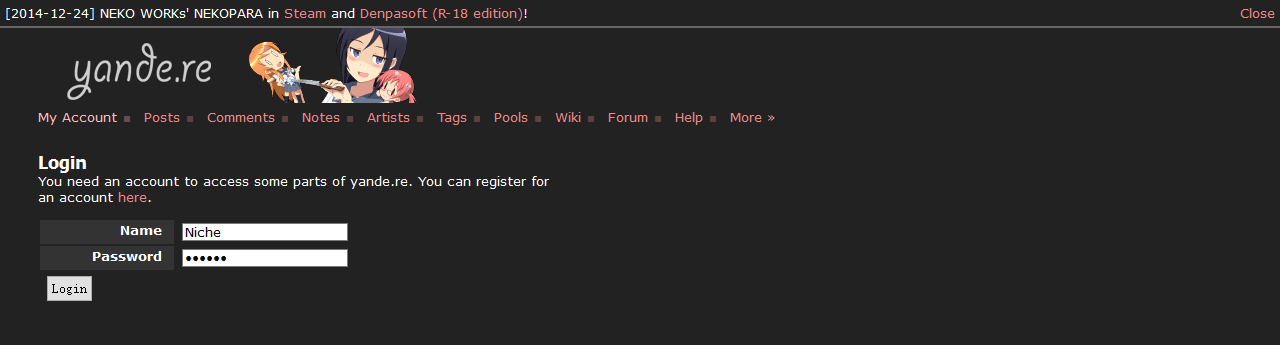 [2014-12-24] NEKO WORKs' NEKOPARA in Steam and Denpasoft (R-18 edition)! Close
yande.re
My Account Posts Comments Notes Artists Tags Pools Wiki Forum Help More »
Login
You need an account to access some parts of yande.re. You can register for
an account here.
Name Niche
Password ••••••
Login